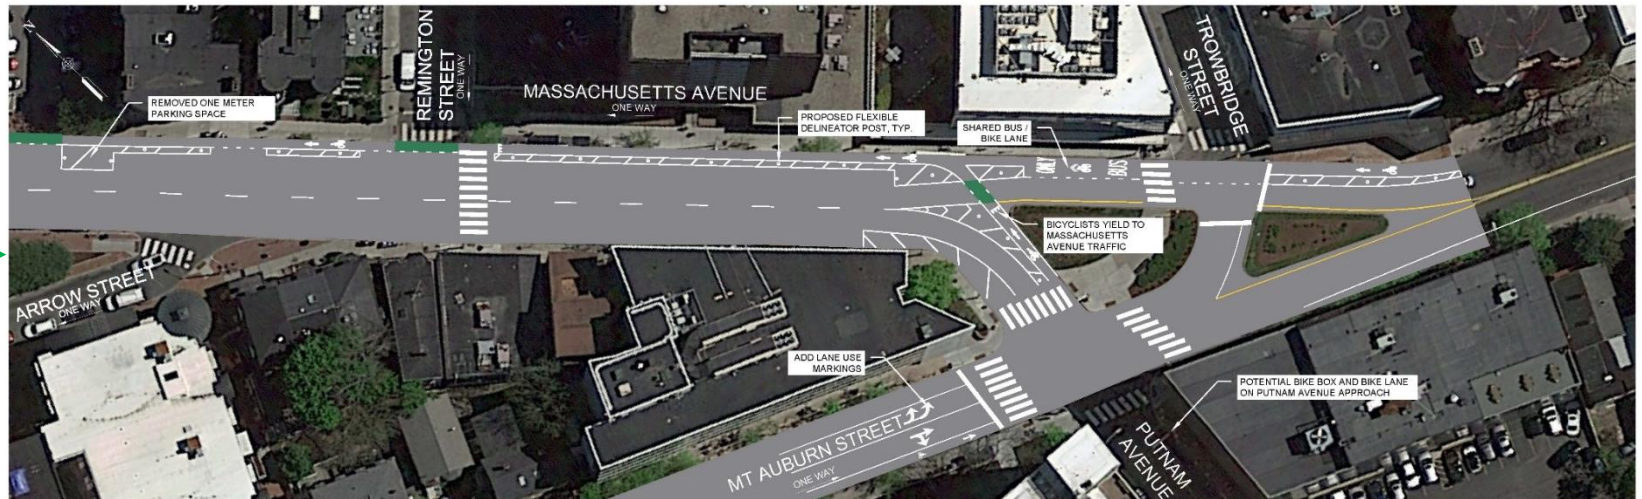 N
REMOVED ONE METER
PARKING SPACE
REMINGTON
STREET
ONE WAY
MASSACHUSETTS AVENUE
ONE WAY
PROPOSED FLEXIBLE
DELINEATOR POST, TYP.
SHARED BUS /
BIKE LANE
ONLY
BUS
TROWBRIDGE
STREET
ONE WAY
BICYCLISTS YIELD TO
MASSACHUSETTS
AVENUE TRAFFIC
ARROW STREET
ONE WAY
ADD LANE USE
MARKINGS
MT AUBURN STREET
ONE WAY
POTENTIAL BIKE BOX AND BIKE LANE
ON PUTNAM AVENUE APPROACH
PUTNAM
AVENUE